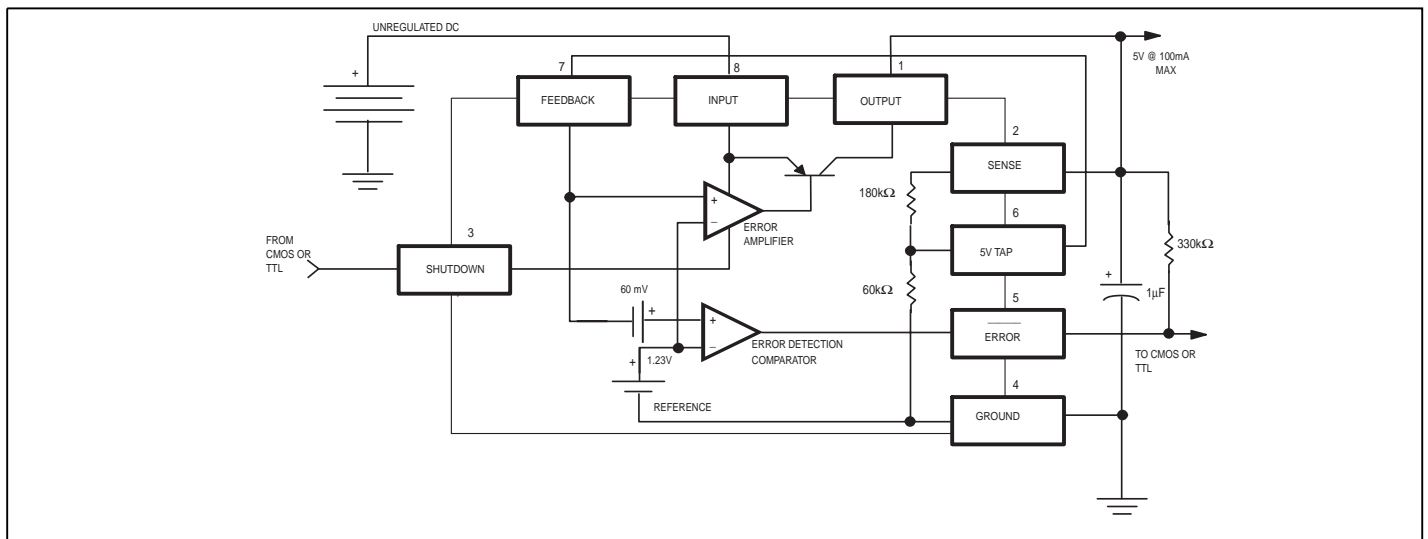 UNREGULATED DC
+
5V @ 100mA
MAX
7
8
1
FEEDBACK
INPUT
OUTPUT
2
SENSE
180kΩ
+
–
ERROR
AMPLIFIER
6
5V TAP
330kΩ
3
FROM
CMOS OR
TTL
SHUTDOWN
60kΩ
+
1μF
60 mV
+
+
–
5
ERROR
ERROR DETECTION
COMPARATOR
TO CMOS OR
TTL
+
1.23V
REFERENCE
4
GROUND